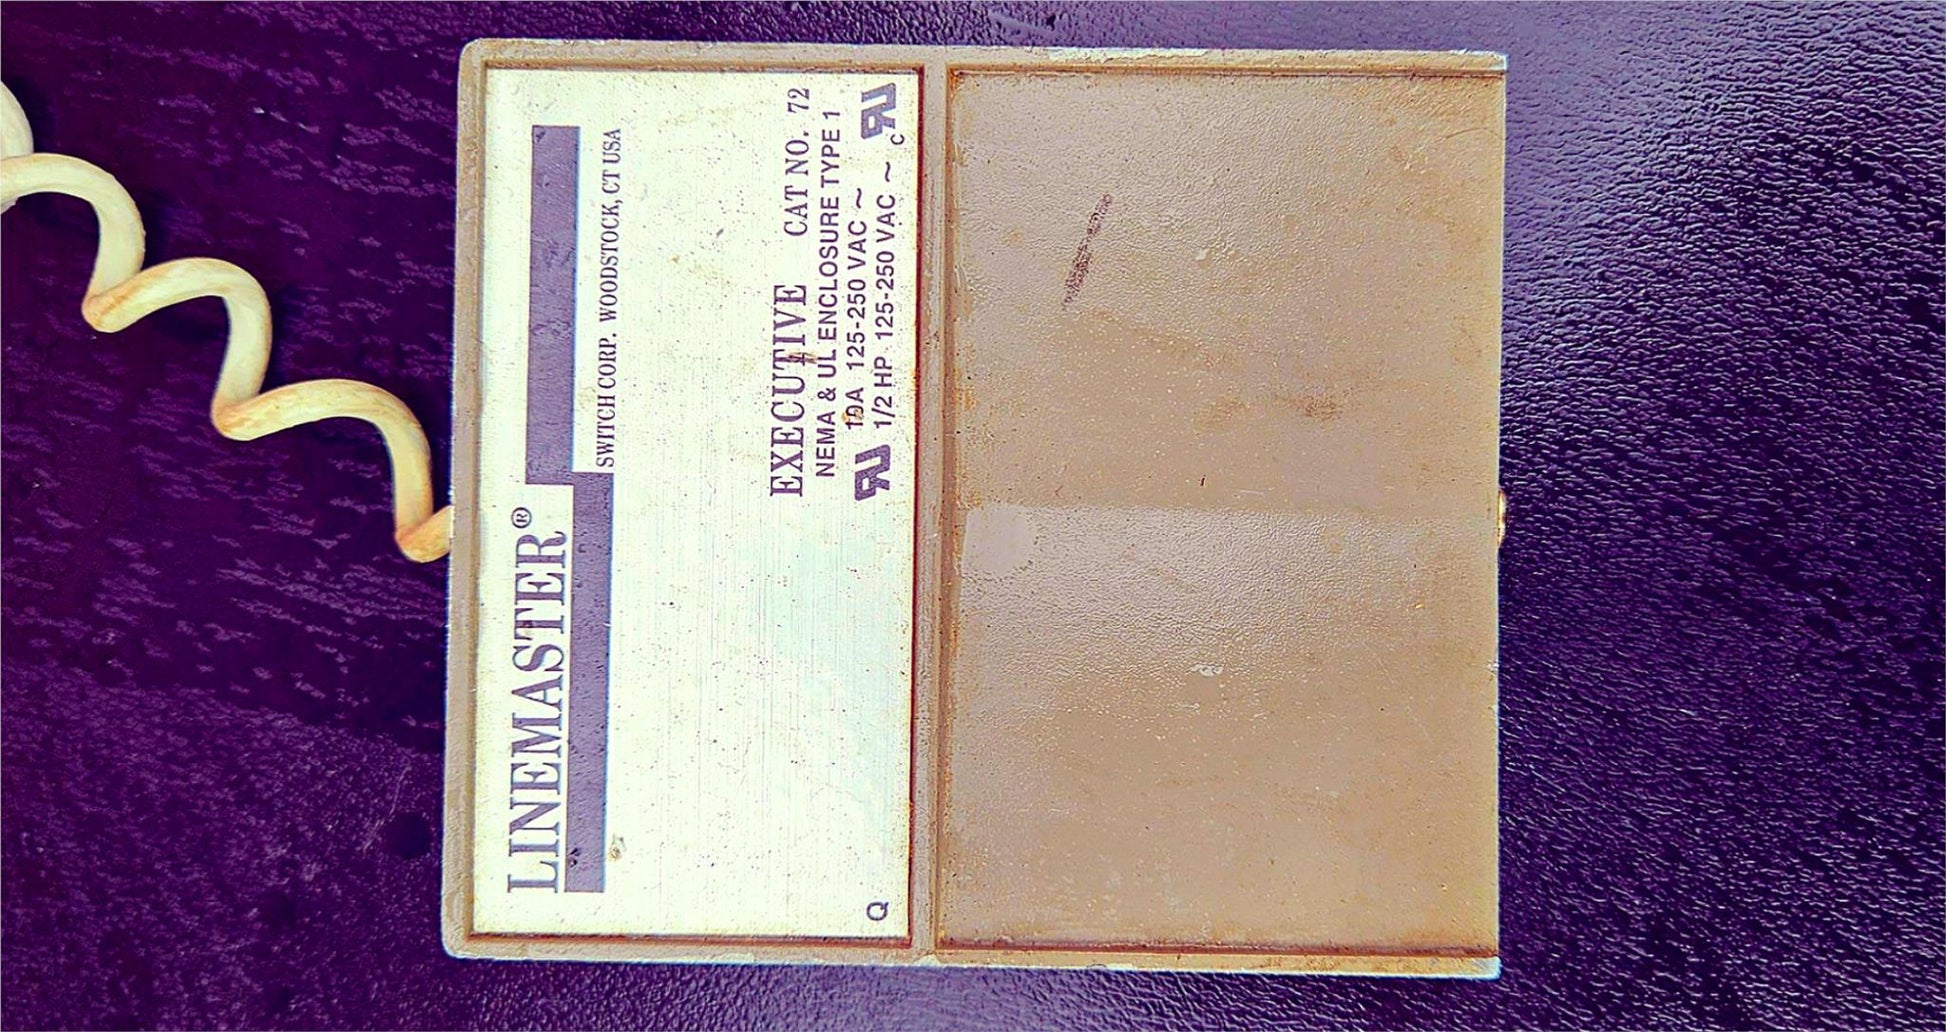 LINEMASTER®
SWITCH CORP. WOODSTOCK, CT USA
EXECUTIVE CAT NO. 72
NEMA & UL ENCLOSURE TYPE 1
10A 125-250 VAC ~
1/2 HP 125-250 VAC ~
c
Q